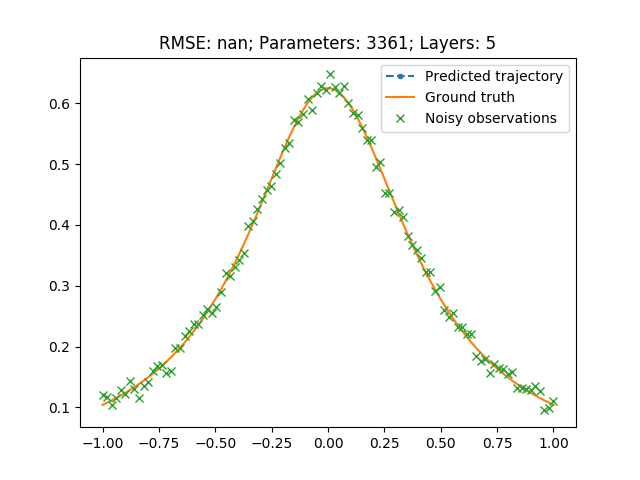 RMSE: nan; Parameters: 3361; Layers: 5
Predicted trajectory
Ground truth
Noisy observations
0.6
0.5
0.4
0.3
0.2
0.1
−1.00 −0.75 −0.50 −0.25 0.00 0.25 0.50 0.75 1.00